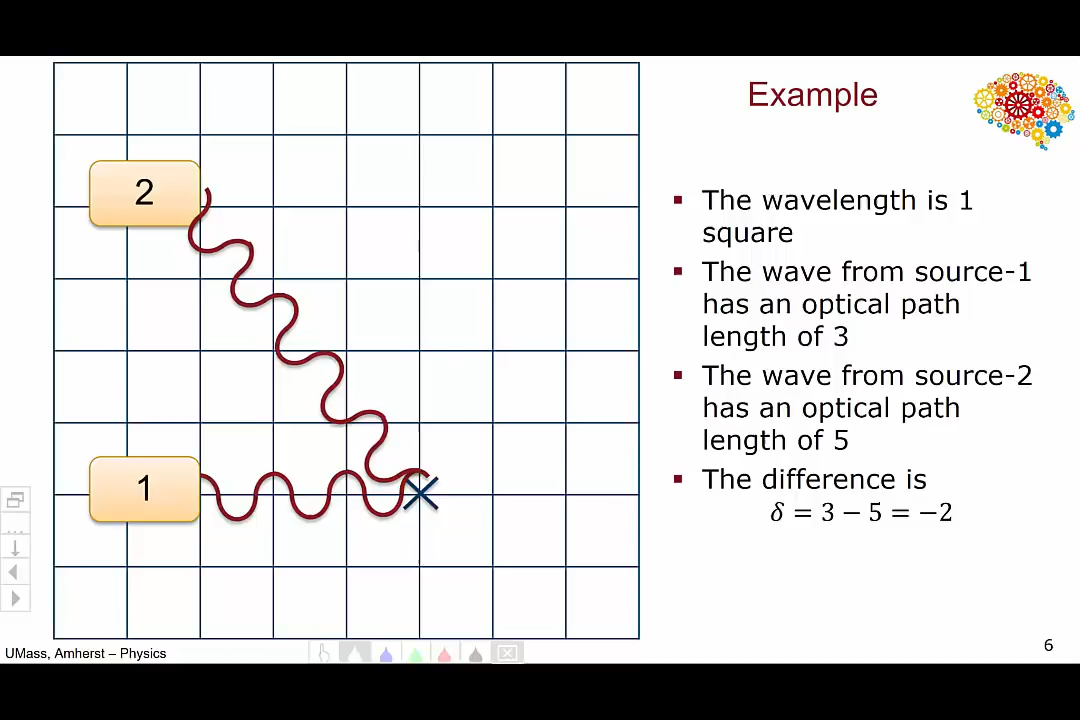 Example
2
▪ The wavelength is 1
square
▪ The wave from source-1
has an optical path
length of 3
▪ The wave from source-2
has an optical path
length of 5
▪ The difference is
𝛿 = 3 − 5 = −2
1
6
UMass, Amherst – Physics